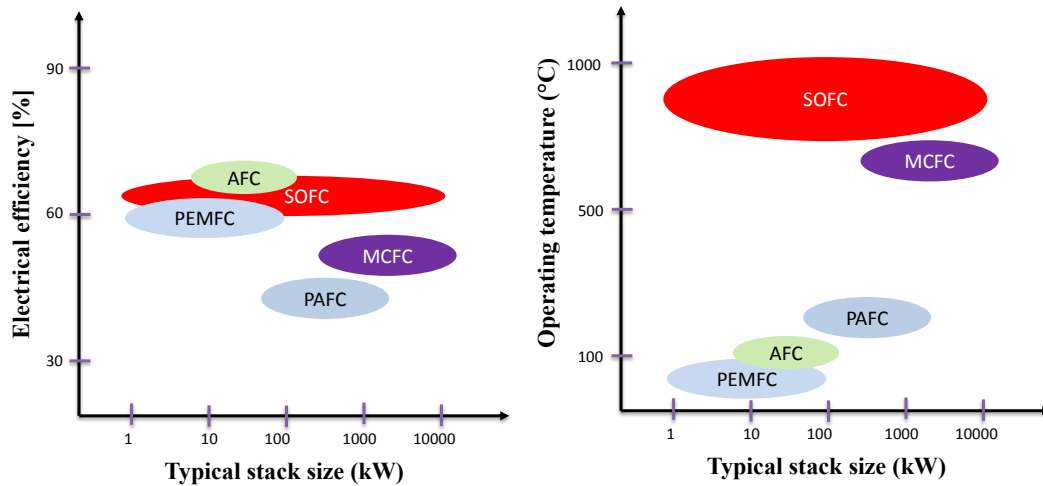 Electrical efficiency [%]
90
60
30
AFC
SOFC
PEMFC
MCFC
PAFC
1 10 100 1000 10000
Typical stack size (kW)
Operating temperature (°C)
1000
500
100
SOFC
MCFC
PAFC
AFC
PEMFC
1 10 100 1000 10000
Typical stack size (kW)